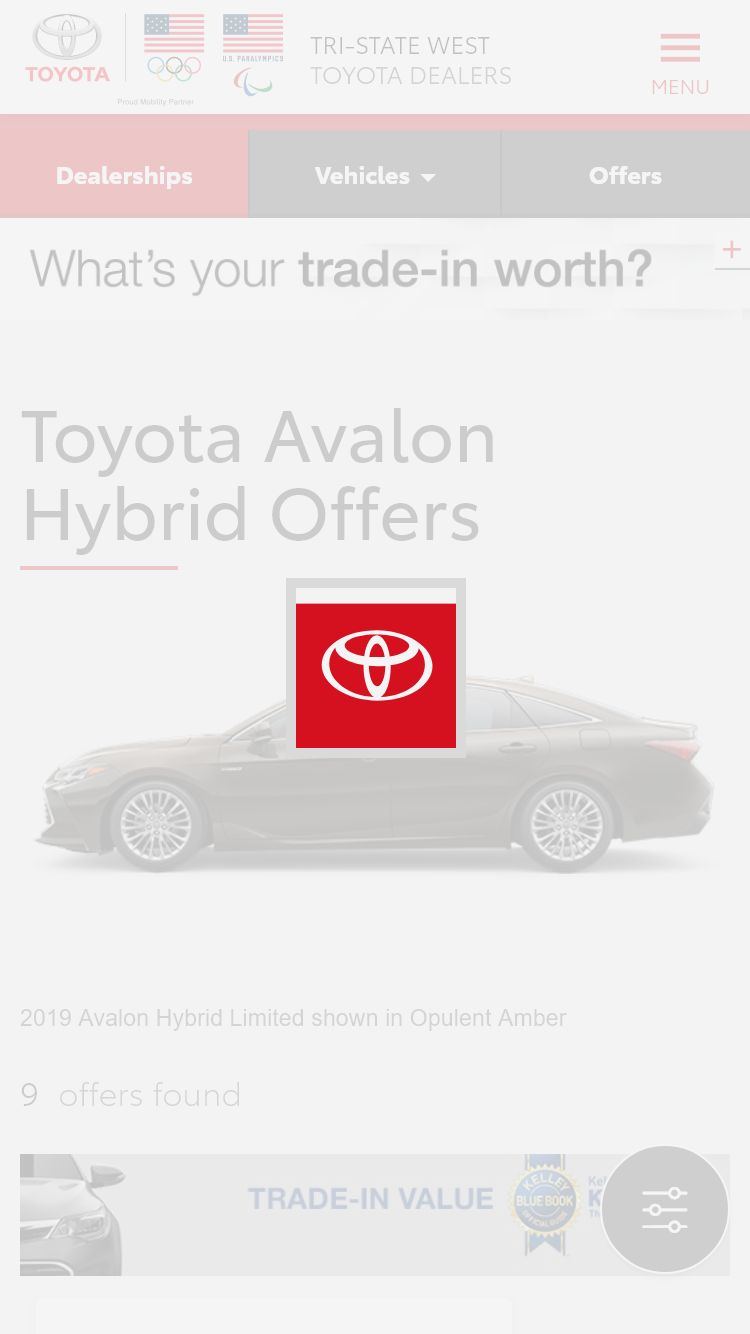 TOYOTA
U.S. PARALYMPICS
Proud Mobility Partner
TRI-STATE WEST
TOYOTA DEALERS
MENU
Dealerships
Vehicles
Offers
What's your trade-in worth?
Toyota Avalon
Hybrid Offers
2019 Avalon Hybrid Limited shown in Opulent Amber
9 offers found
TRADE-IN VALUE
KELLEY
BLUE BOOK
OFFICIAL GUIDE